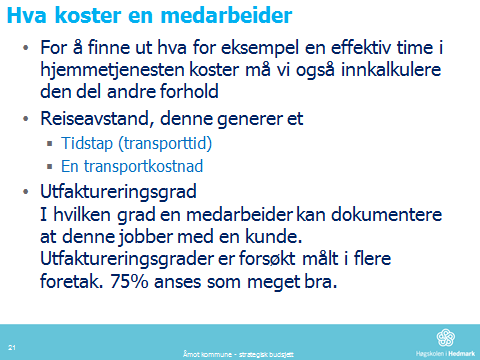 Hva koster en medarbeider
• For å finne ut hva for eksempel en effektiv time i
hjemmetjenesten koster må vi også innkalkulere
den del andre forhold
• Reiseavstand, denne generer et
▪ Tidstap (transporttid)
▪ En transportkostnad
• Utfaktureringsgrad
I hvilken grad en medarbeider kan dokumentere
at denne jobber med en kunde.
Utfaktureringsgrader er forsøkt målt i flere
foretak. 75% anses som meget bra.
21
Åmot kommune - strategisk budsjett
Høgskolen i Hedmark